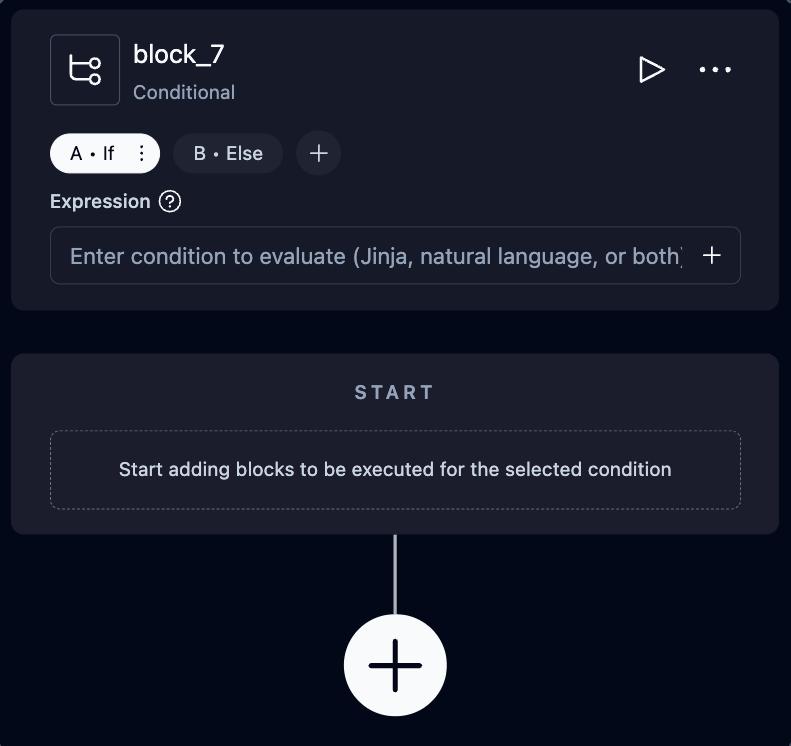 block_7
Conditional
A • If
B • Else
Expression ?
Enter condition to evaluate (Jinja, natural language, or both)
START
Start adding blocks to be executed for the selected condition